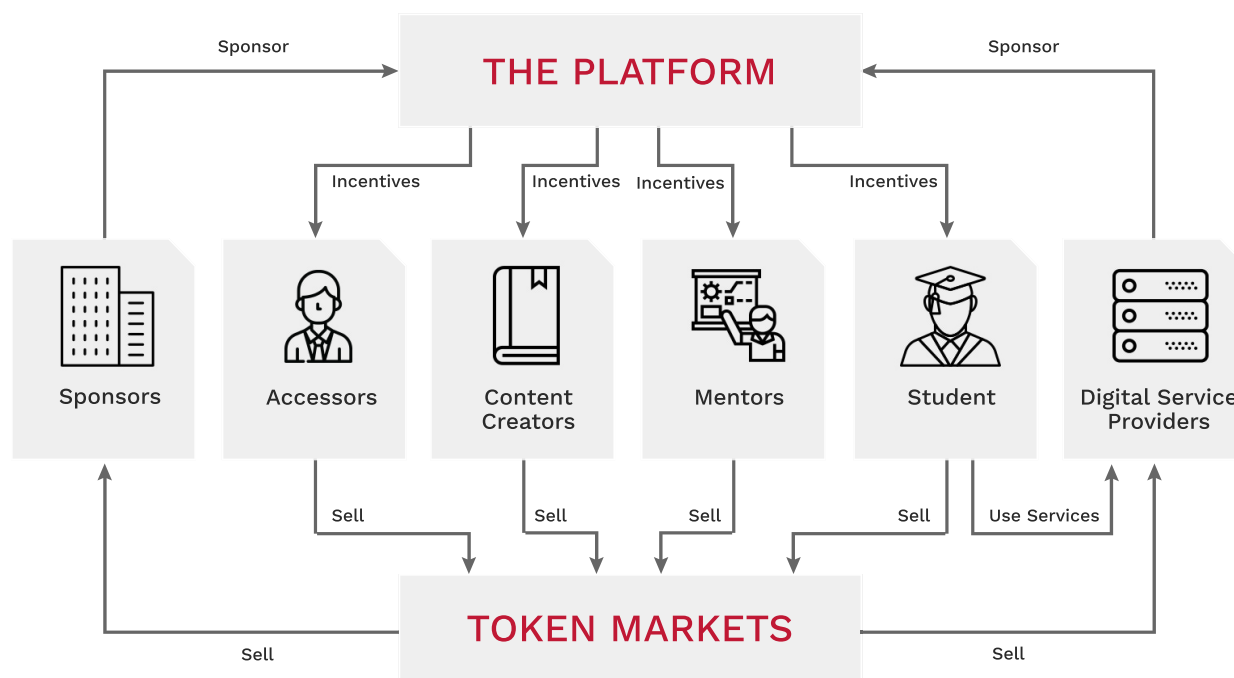 Sponsor
Sponsor
THE PLATFORM
Incentives
Incentives
Incentives
Incentives
Sponsors
Accessors
Content
Creators
Mentors
Student
Digital Service
Providers
Sell
Sell
Sell
Sell
Use Services
TOKEN MARKETS
Sell
Sell